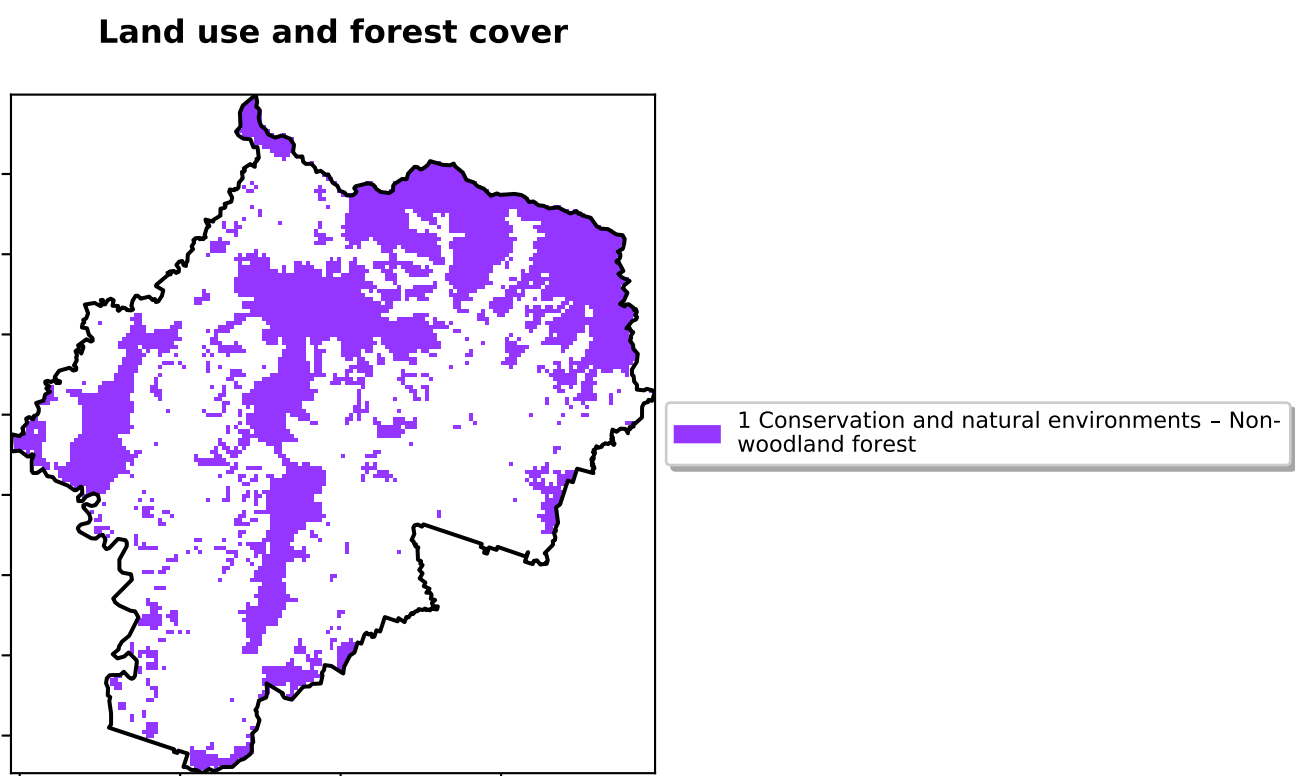 Land use and forest cover
1 Conservation and natural environments – Non-
woodland forest